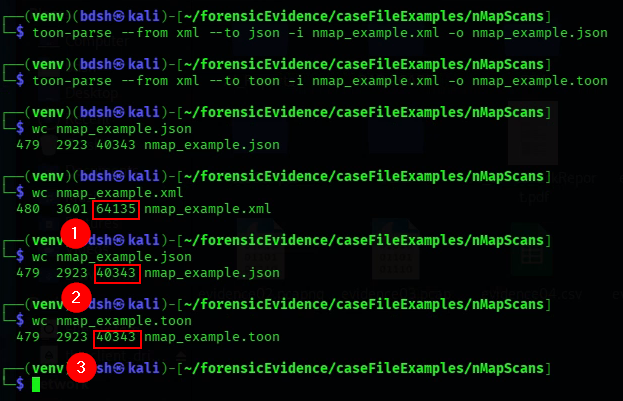 ┌──(venv)(bdsh㉿kali)-[~/forensicEvidence/caseFileExamples/nMapScans]
└─$ toon-parse --from xml --to json -i nmap_example.xml -o nmap_example.json
┌──(venv)(bdsh㉿kali)-[~/forensicEvidence/caseFileExamples/nMapScans]
└─$ toon-parse --from xml --to toon -i nmap_example.xml -o nmap_example.toon
┌──(venv)(bdsh㉿kali)-[~/forensicEvidence/caseFileExamples/nMapScans]
└─$ wc nmap_example.json
479 2923 40343 nmap_example.json
┌──(venv)(bdsh㉿kali)-[~/forensicEvidence/caseFileExamples/nMapScans]
└─$ wc nmap_example.xml
480 3601 64135 nmap_example.xml
1
┌──(venv)(bdsh㉿kali)-[~/forensicEvidence/caseFileExamples/nMapScans]
└─$ wc nmap_example.json
479 2923 40343 nmap_example.json
2
┌──(venv)(bdsh㉿kali)-[~/forensicEvidence/caseFileExamples/nMapScans]
└─$ wc nmap_example.toon
479 2923 40343 nmap_example.toon
3
┌──(venv)(bdsh㉿kali)-[~/forensicEvidence/caseFileExamples/nMapScans]
└─$